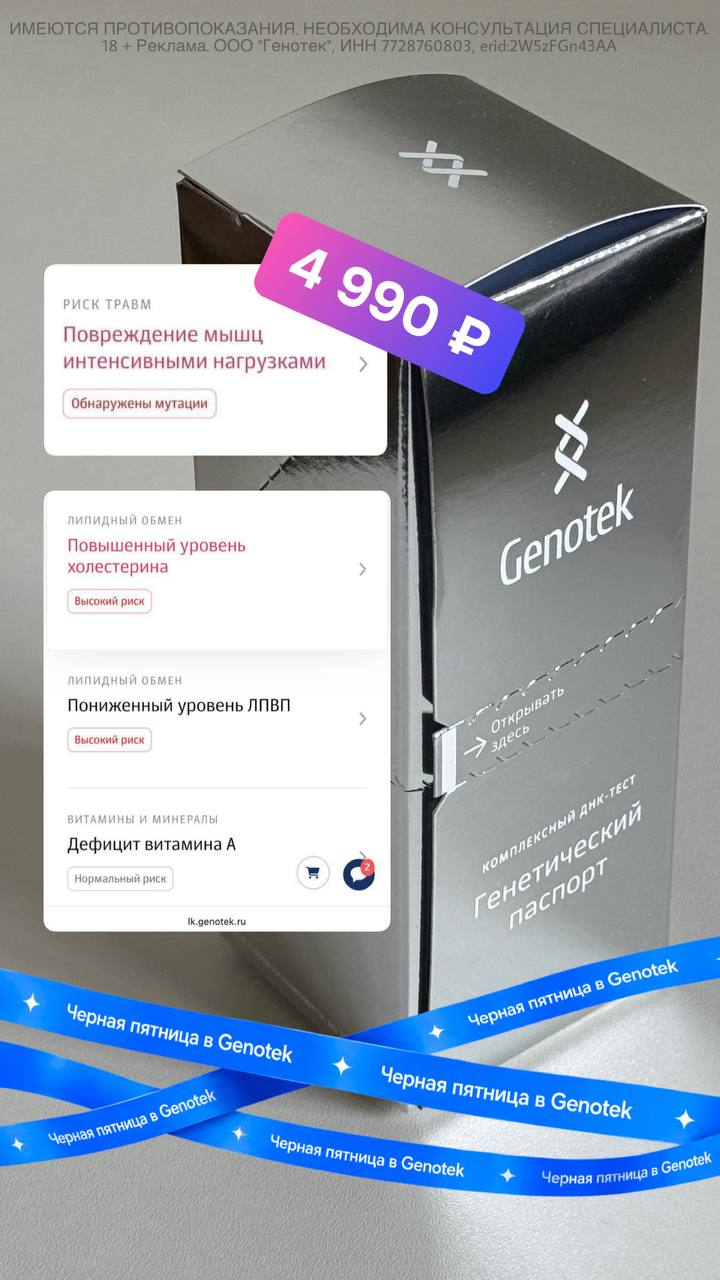 ИМЕЮТСЯ ПРОТИВОПОКАЗАНИЯ. НЕОБХОДИМА КОНСУЛЬТАЦИЯ СПЕЦИАЛИСТА.
18 + Реклама. ООО "Генотек", ИНН 7728760803, erid:2W5zFGn43AA
4 990 ₽
РИСК ТРАВМ
Повреждение мышц
интенсивными нагрузками
Обнаружены мутации
ЛИПИДНЫЙ ОБМЕН
Повышенный уровень
холестерина
Высокий риск
ЛИПИДНЫЙ ОБМЕН
Пониженный уровень ЛПВП
Высокий риск
ВИТАМИНЫ И МИНЕРАЛЫ
Дефицит витамина А
Нормальный риск
2
lk.genotek.ru
Genotek
Открывать
здесь
КОМПЛЕКСНЫЙ ДНК-ТЕСТ
Генетический
паспорт
Черная пятница в Genotek
Черная пятница в Genotek
Черная пятница в Genotek
Черная пятница в Genotek
Черная пятница в Genotek
Черная пятница в Genotek